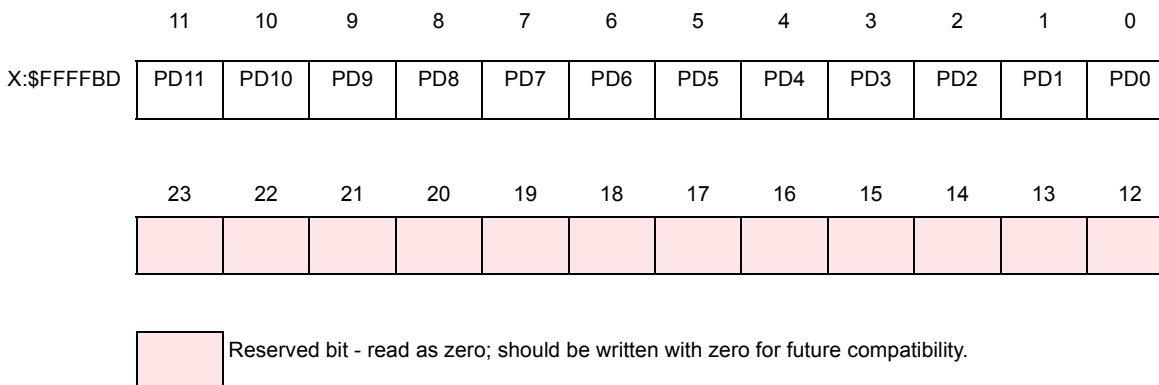 11 10 9 8 7 6 5 4 3 2 1 0
X:$FFFFBD PD11 PD10 PD9 PD8 PD7 PD6 PD5 PD4 PD3 PD2 PD1 PD0
23 22 21 20 19 18 17 16 15 14 13 12
Reserved bit - read as zero; should be written with zero for future compatibility.